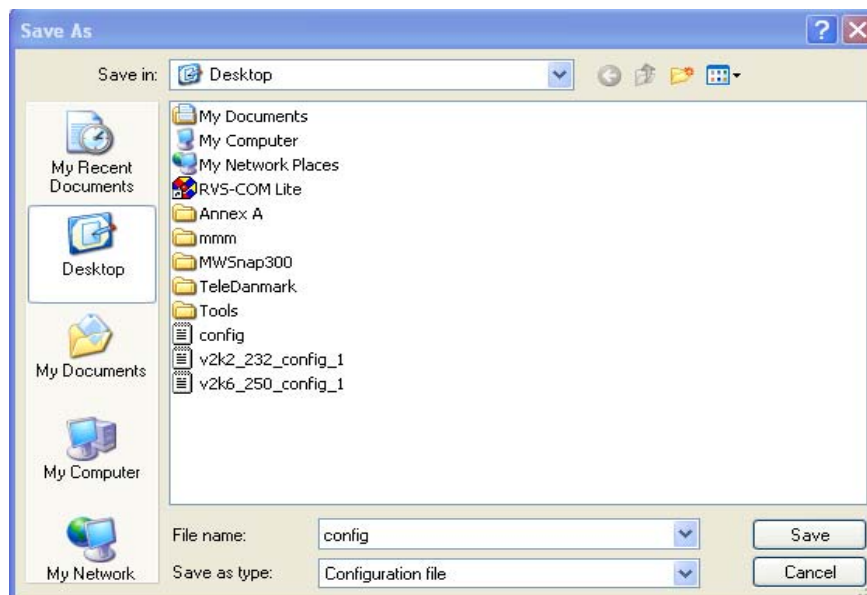 Save As
Save in: Desktop
My Recent
Documents
Desktop
My Documents
My Computer
My Network
My Documents
My Computer
My Network Places
RVS-COM Lite
Annex A
mmm
MWSnap300
TeleDanmark
Tools
config
v2k2_232_config_1
v2k6_250_config_1
File name: config
Save
Save as type: Configuration file
Cancel